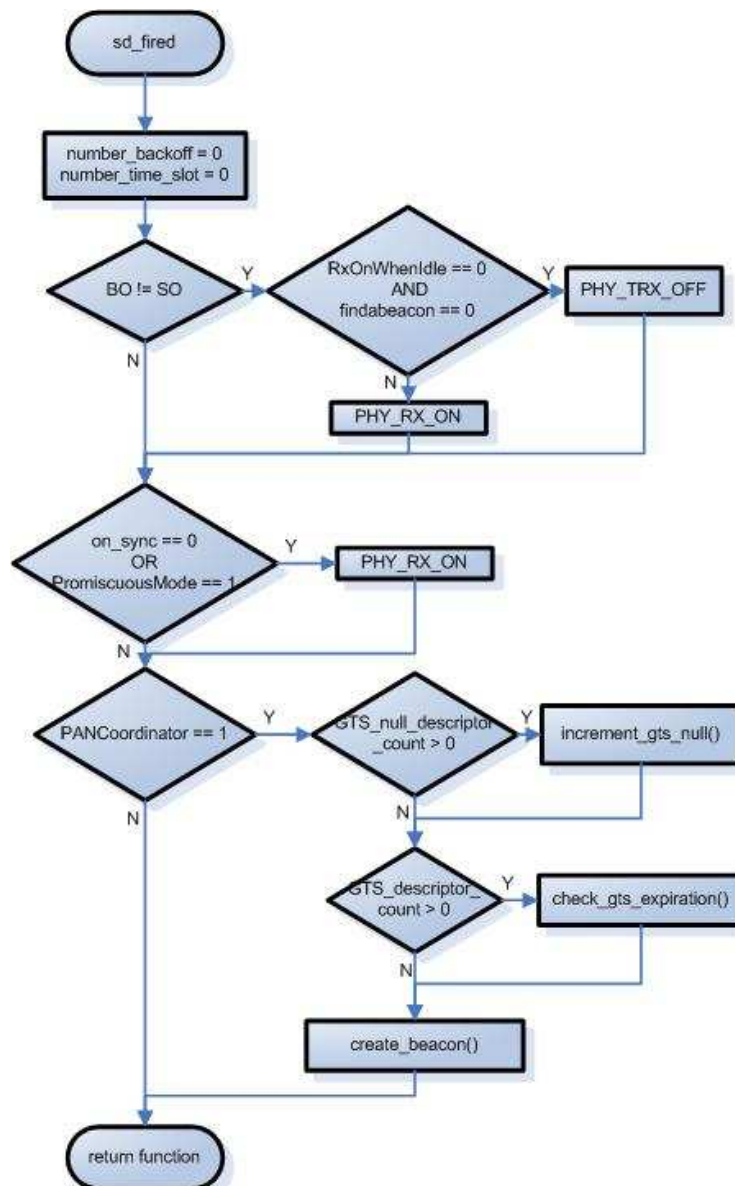 sd_fired
number_backoff = 0
number_time_slot = 0
BO != SO
Y
RxOnWhenIdle == 0
AND
findabeacon == 0
Y
PHY_TRX_OFF
N
N
PHY_RX_ON
on_sync == 0
OR
PromiscuousMode == 1
Y
PHY_RX_ON
N
PANCoordinator == 1
Y
GTS_null_descriptor
_count > 0
Y
increment_gts_null()
N
N
GTS_descriptor_
count > 0
Y
check_gts_expiration()
N
create_beacon()
return function